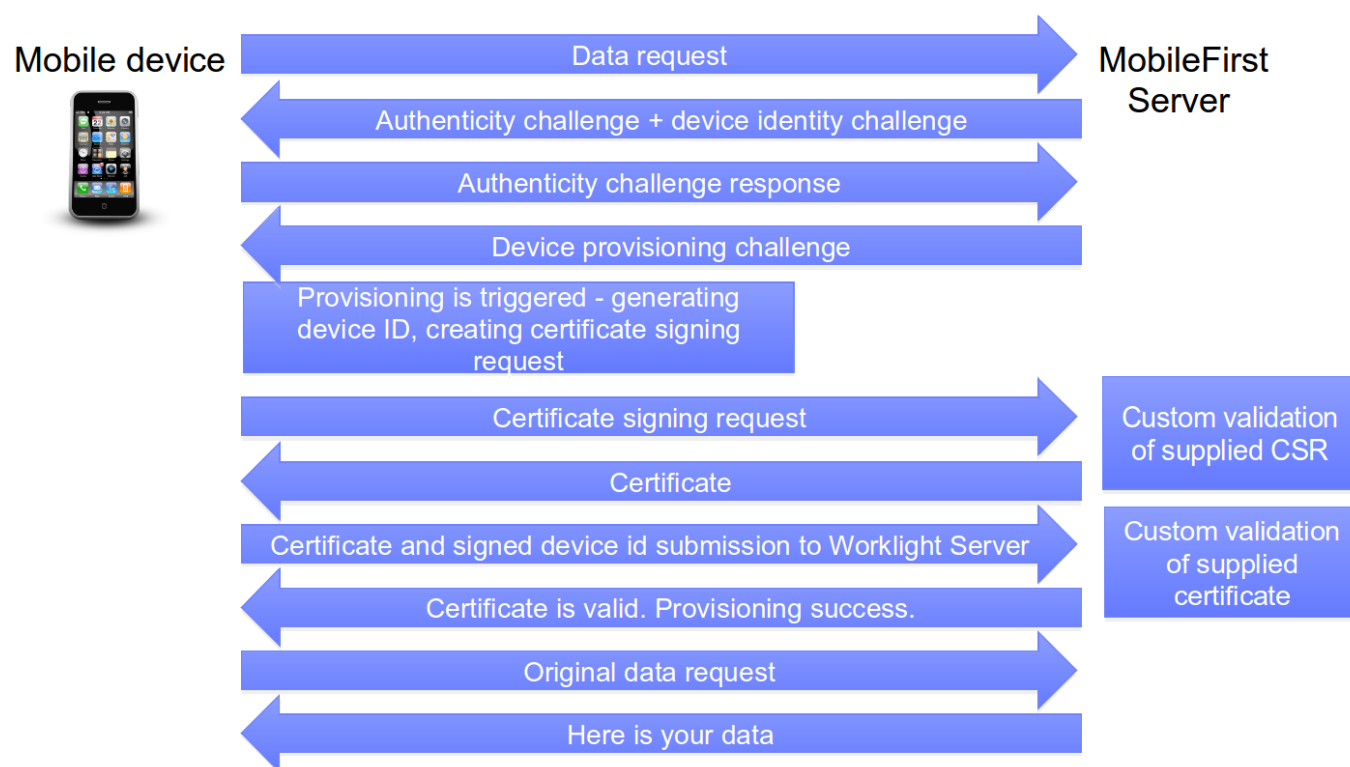 Mobile device
Data request
MobileFirst
Server
Authenticity challenge + device identity challenge
Authenticity challenge response
Device provisioning challenge
Provisioning is triggered - generating
device ID, creating certificate signing
request
Certificate signing request
Custom validation
of supplied CSR
Certificate
Certificate and signed device id submission to Worklight Server
Custom validation
of supplied
certificate
Certificate is valid. Provisioning success.
Original data request
Here is your data